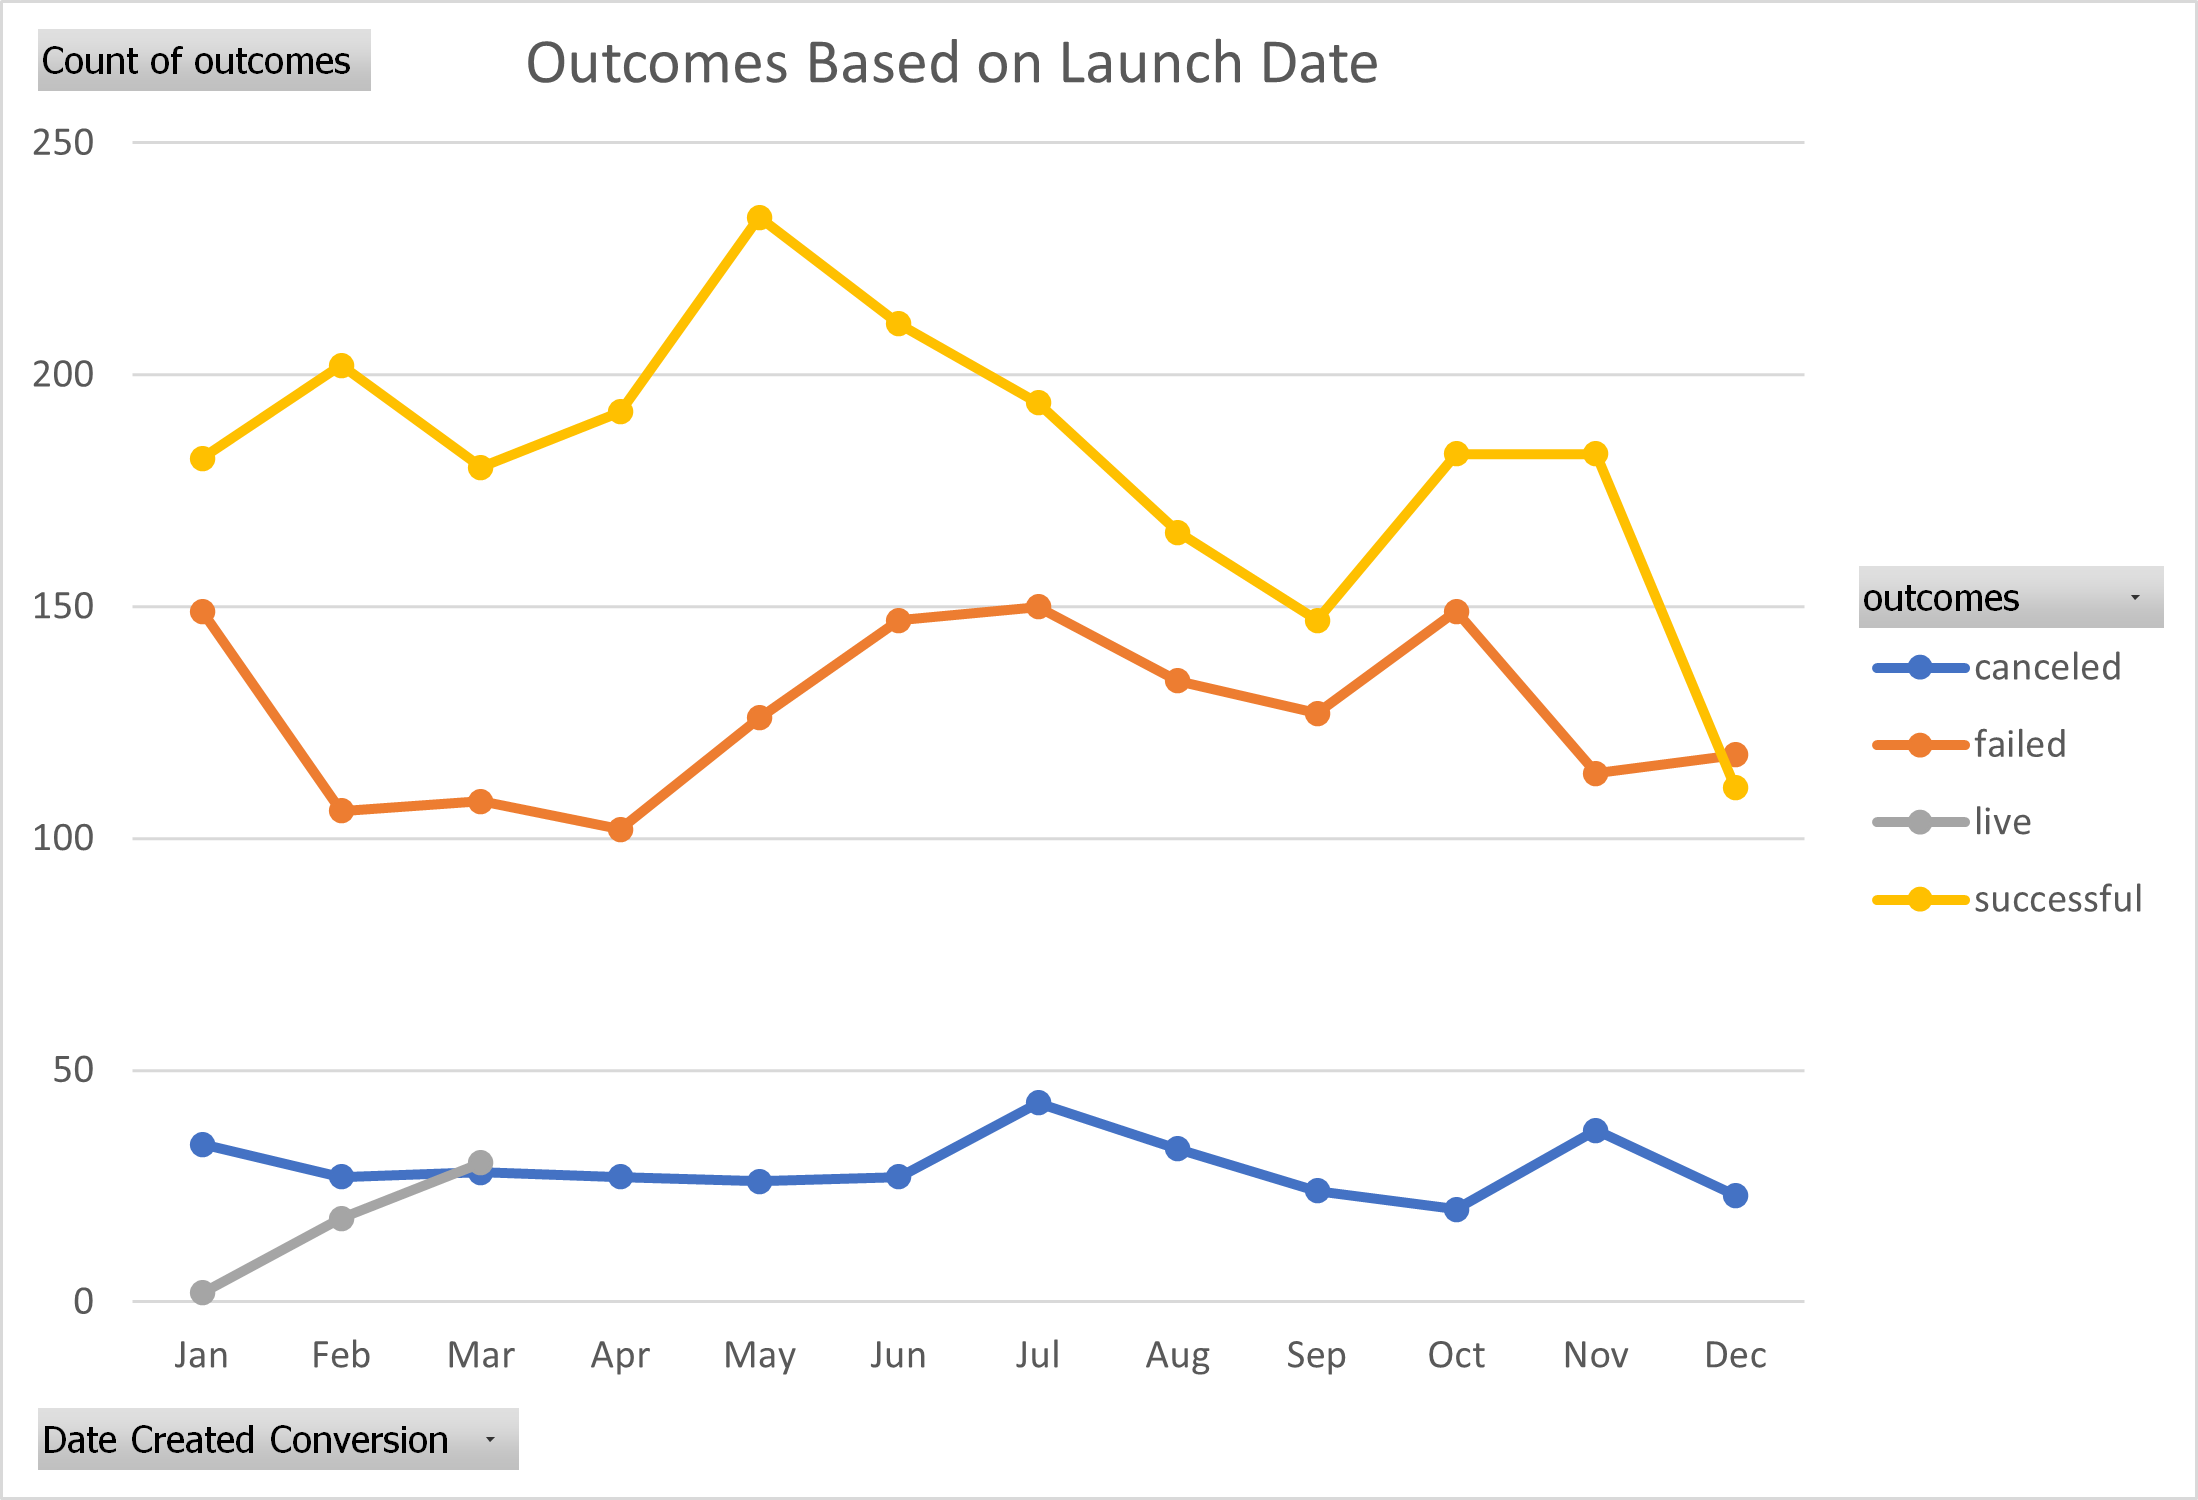 Count of outcomes
Outcomes Based on Launch Date
250
200
150
100
50
0
Jan Feb Mar Apr May Jun Jul Aug Sep Oct Nov Dec
outcomes
canceled
failed
live
successful
Date Created Conversion